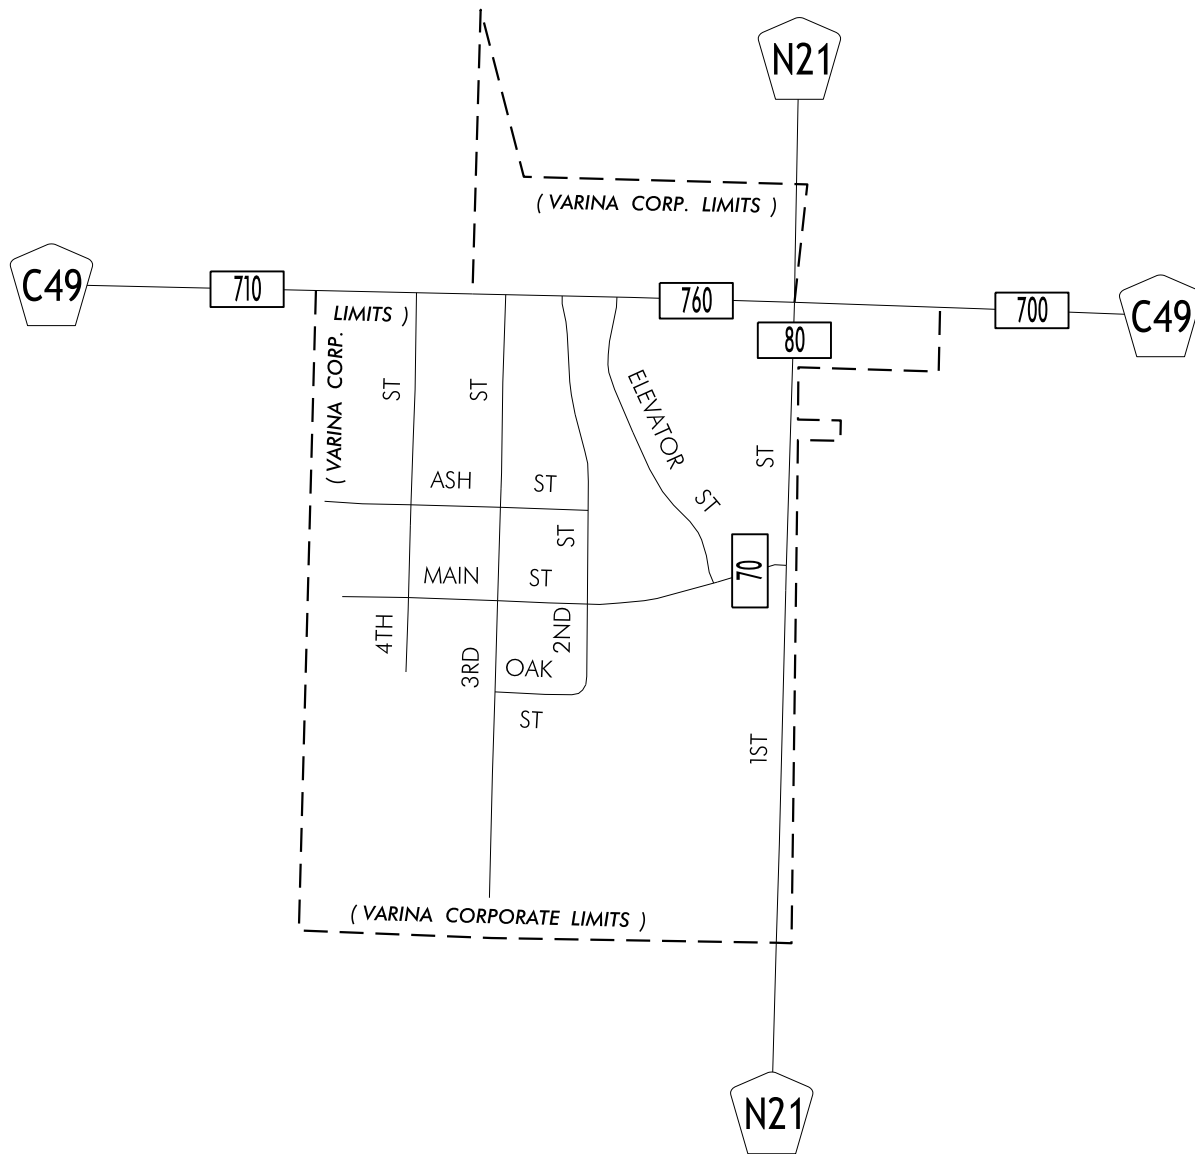 N21
( VARINA CORP. LIMITS )
C49
710
760
700
C49
80
(VARINA CORP.
LIMITS )
ST
ST
ELEVATOR
ST
ST
ASH ST
ST
MAIN ST
70
4TH
3RD
2ND
OAK
ST
1ST
( VARINA CORPORATE LIMITS )
N21